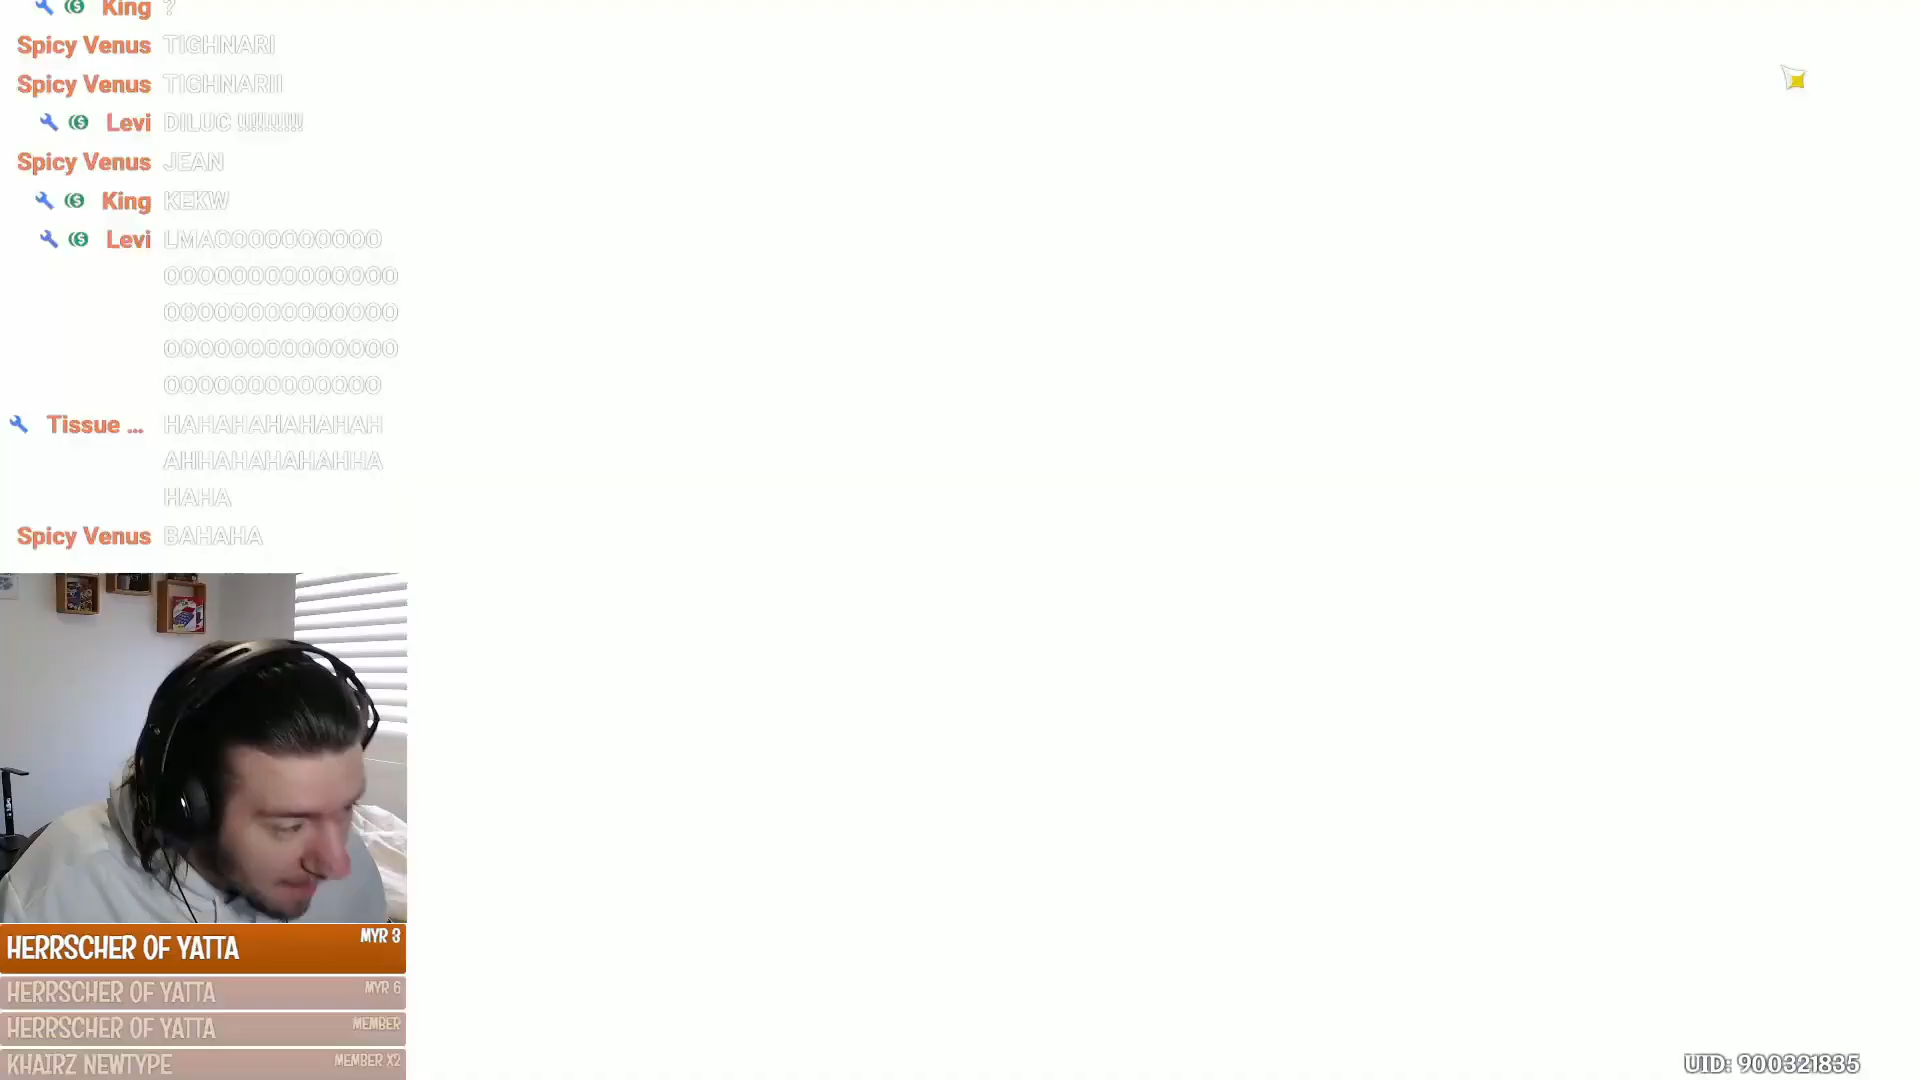 King ?
Spicy Venus TIGHNARI
Spicy Venus TIGHNARII
Levi DILUC !!!!!!!!!!
Spicy Venus JEAN
King KEKW
Levi LMAOOOOOOOOOO
OOOOOOOOOOOOOO
OOOOOOOOOOOOOO
OOOOOOOOOOOOOO
OOOOOOOOOOOOO
Tissue ... HAHAHAHAHAHAH
AHHAHAHAHAHHA
HAHA
Spicy Venus BAHAHA
HERRSCHER OF YATTA MYR 3
HERRSCHER OF YATTA MYR 6
HERRSCHER OF YATTA MEMBER
KHAIRZ NEWTYPE MEMBER X2
UID: 900321835